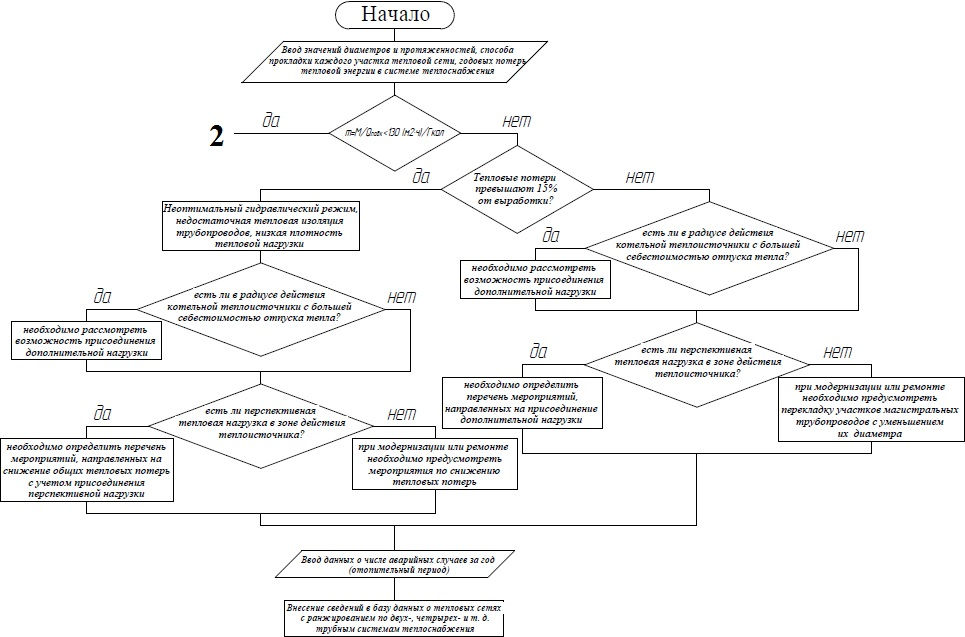 Начало
Ввод значений диаметров и протяженностей, способа
прокладки каждого участка тепловой сети, годовых потерь
тепловой энергии в системе теплоснабжения
да
2
нет
Тепловые потери
превышают 15%
от выработки?
да
нет
Неоптимальный гидравлический режим,
недостаточная тепловая изоляция
трубопроводов, низкая плотность
тепловой нагрузки
есть ли в радиусе действия
котельной теплоисточники с большей
себестоимостью отпуска тепла?
да
нет
необходимо рассмотреть
возможность присоединения
дополнительной нагрузки
есть ли в радиусе действия
котельной теплоисточники с большей
себестоимостью отпуска тепла?
да
нет
необходимо рассмотреть
возможность присоединения
дополнительной нагрузки
есть ли перспективная
тепловая нагрузка в зоне действия
теплоисточника?
да
нет
необходимо определить
перечень мероприятий,
направленных на присоединение
дополнительной нагрузки
при модернизации или ремонте
необходимо предусмотреть
перекладку участков магистральных
трубопроводов с уменьшением
их диаметра
есть ли перспективная
тепловая нагрузка в зоне действия
теплоисточника?
да
нет
необходимо определить перечень
мероприятий, направленных на
снижение общих тепловых потерь
с учетом присоединения
перспективной нагрузки
при модернизации или ремонте
необходимо предусмотреть
мероприятия по снижению
тепловых потерь
Ввод данных о числе аварийных случаев за год
(отопительный период)
Внесение сведений в базу данных о тепловых сетях
с ранжированием по двух-, четырех- и т. д.
трубным системам теплоснабжения